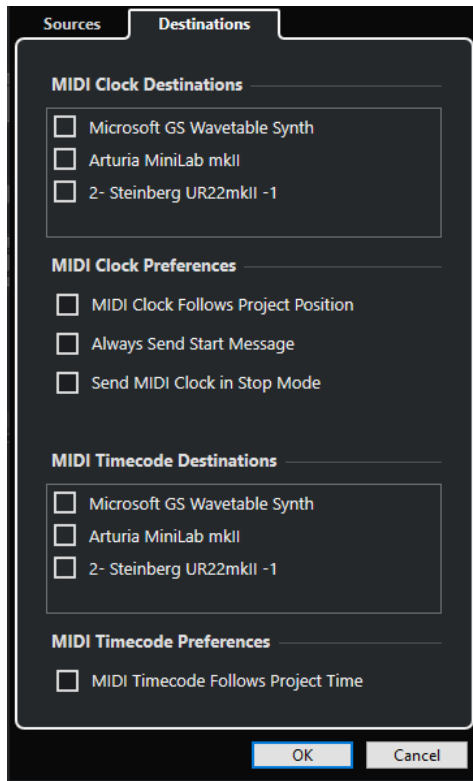 Sources
Destinations
MIDI Clock Destinations
Microsoft GS Wavetable Synth
Arturia MiniLab mkII
2- Steinberg UR22mkII -1
MIDI Clock Preferences
MIDI Clock Follows Project Position
Always Send Start Message
Send MIDI Clock in Stop Mode
MIDI Timecode Destinations
Microsoft GS Wavetable Synth
Arturia MiniLab mkII
2- Steinberg UR22mkII -1
MIDI Timecode Preferences
MIDI Timecode Follows Project Time
OK
Cancel